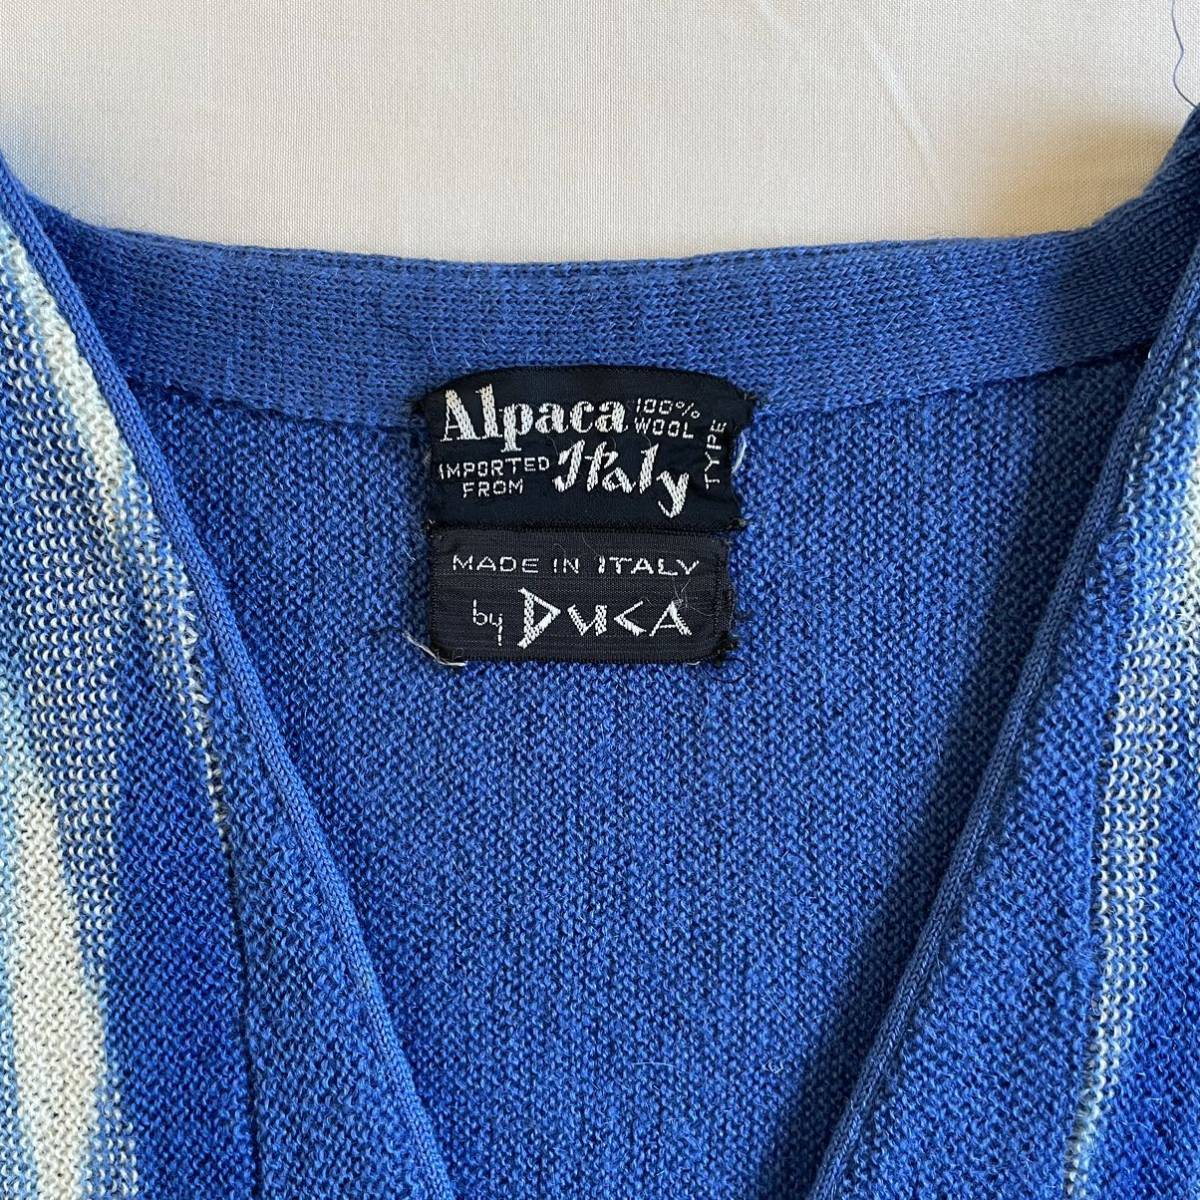 Alpaca 100% WOOL
TYPE
IMPORTED FROM Italy
MADE IN ITALY
by DUCA